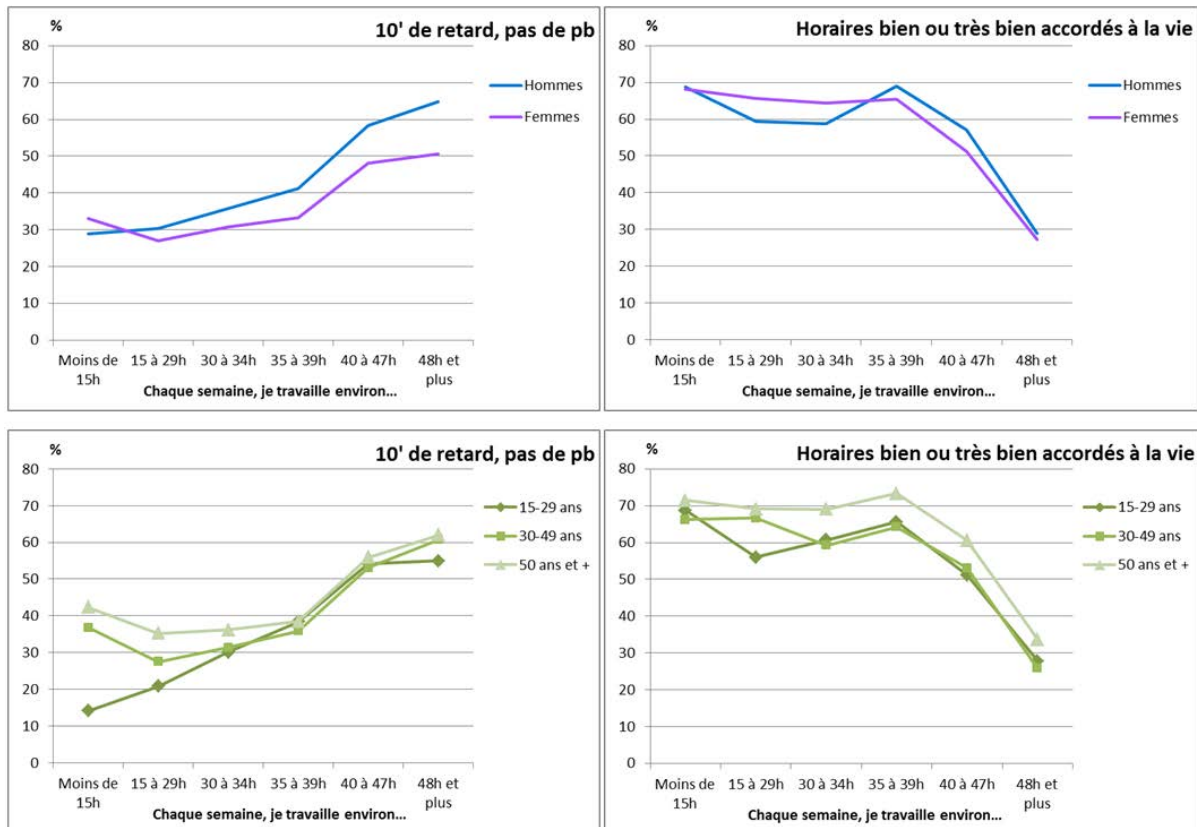 %
10' de retard, pas de pb
80
70
60
50
40
30
20
10
0
Hommes
Femmes
Moins de 15h
15 à 29h
30 à 34h
35 à 39h
40 à 47h
48h et plus
Chaque semaine, je travaille environ...
%
Horaires bien ou très bien accordés à la vie
80
70
60
50
40
30
20
10
0
Hommes
Femmes
Moins de 15h
15 à 29h
30 à 34h
35 à 39h
40 à 47h
48h et plus
Chaque semaine, je travaille environ...
%
10' de retard, pas de pb
80
70
60
50
40
30
20
10
0
15-29 ans
30-49 ans
50 ans et +
Moins de 15h
15 à 29h
30 à 34h
35 à 39h
40 à 47h
48h et plus
Chaque semaine, je travaille environ...
%
Horaires bien ou très bien accordés à la vie
80
70
60
50
40
30
20
10
0
15-29 ans
30-49 ans
50 ans et +
Moins de 15h
15 à 29h
30 à 34h
35 à 39h
40 à 47h
48h et plus
Chaque semaine, je travaille environ...